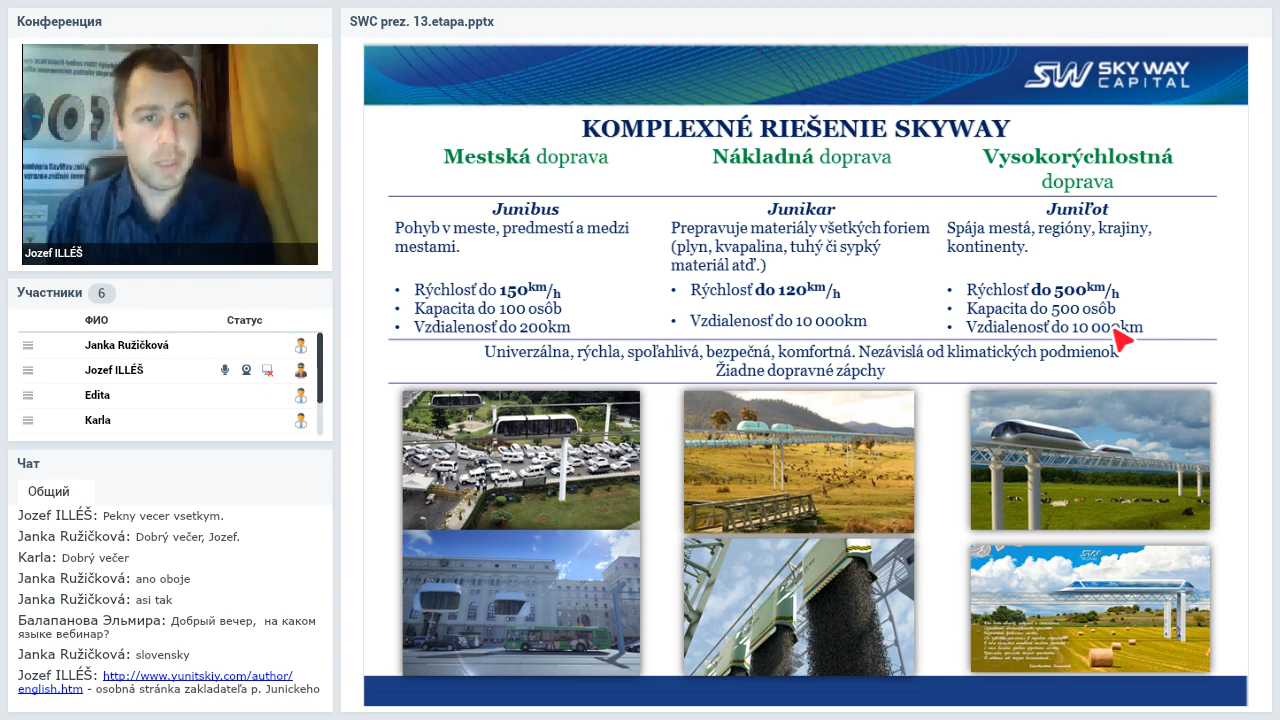 Конференция
Jozef ILLÉŠ
Участники 6
ФИО Статус
Janka Ružičková
Jozef ILLÉŠ
Edita
Karla
Чат
Общий
Jozef ILLÉŠ: Pekny vecer vsetkym.
Janka Ružičková: Dobrý večer, Jozef.
Karla: Dobrý večer
Janka Ružičková: ano oboje
Janka Ružičková: asi tak
Балапанова Эльмира: Добрый вечер, на каком
языке вебинар?
Janka Ružičková: slovensky
Jozef ILLÉŠ: http://www.yunitskiy.com/author/
english.htm - osobná stránka zakladateľa p. Junickeho
SWC prez. 13.etapa.pptx
SW SKY WAY
CAPITAL
KOMPLEXNÉ RIEŠENIE SKYWAY
Mestská doprava
Nákladná doprava
Vysokorýchlostná
doprava
Junibus
Pohyb v meste, predmestí a medzi
mestami.
• Rýchlosť do 150km/h
• Kapacita do 100 osôb
• Vzdialenosť do 200km
Junikar
Prepravuje materiály všetkých foriem
(plyn, kvapalina, tuhý či sypký
materiál atď.)
• Rýchlosť do 120km/h
• Vzdialenosť do 10 000km
Juniľot
Spája mestá, regióny, krajiny,
kontinenty.
• Rýchlosť do 500km/h
• Kapacita do 500 osôb
• Vzdialenosť do 10 000km
Univerzálna, rýchla, spoľahlivá, bezpečná, komfortná. Nezávislá od klimatických podmienok
Žiadne dopravné zápchy